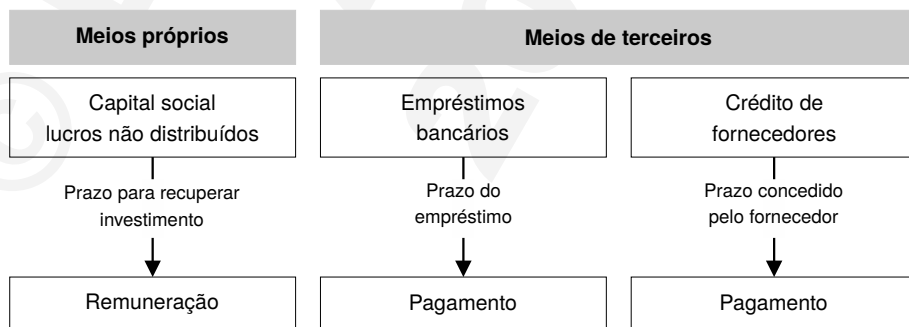 Meios próprios
Meios de terceiros
Capital social
lucros não distribuídos
Empréstimos
bancários
Crédito de
fornecedores
Prazo para recuperar
investimento
Prazo do
empréstimo
Prazo concedido
pelo fornecedor
Remuneração
Pagamento
Pagamento